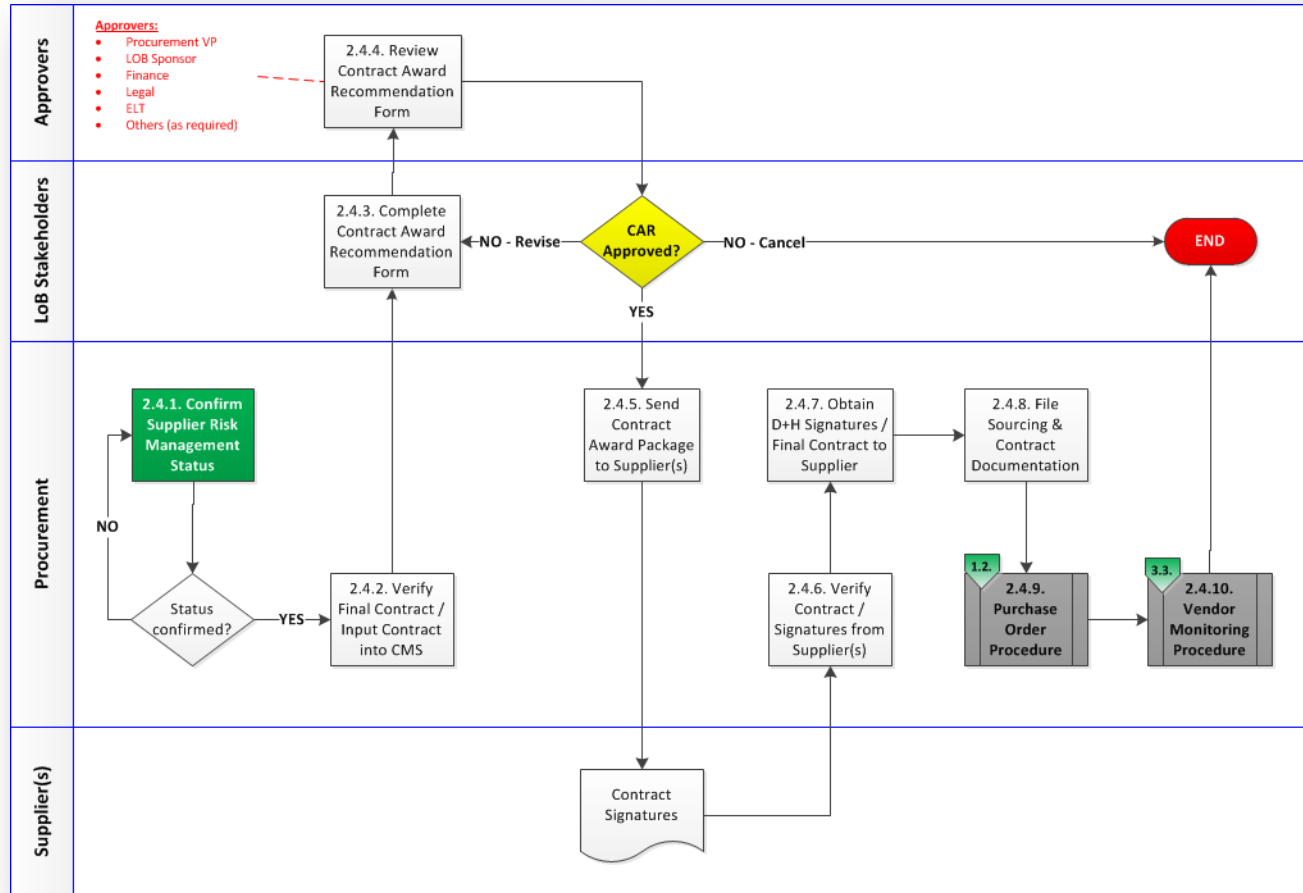 Approvers
Approvers:
• Procurement VP
• LOB Sponsor
• Finance
• Legal
• ELT
• Others (as required)
2.4.4. Review
Contract Award
Recommendation
Form
LoB Stakeholders
2.4.3. Complete
Contract Award
Recommendation
Form
NO - Revise
CAR
Approved?
NO - Cancel
END
YES
Procurement
2.4.1. Confirm
Supplier Risk
Management
Status
NO
Status
confirmed?
YES
2.4.2. Verify
Final Contract /
Input Contract
into CMS
2.4.5. Send
Contract
Award Package
to Supplier(s)
2.4.7. Obtain
D+H Signatures /
Final Contract to
Supplier
2.4.8. File
Sourcing &
Contract
Documentation
2.4.6. Verify
Contract /
Signatures from
Supplier(s)
1.2.
2.4.9.
Purchase
Order
Procedure
3.3.
2.4.10.
Vendor
Monitoring
Procedure
Supplier(s)
Contract
Signatures